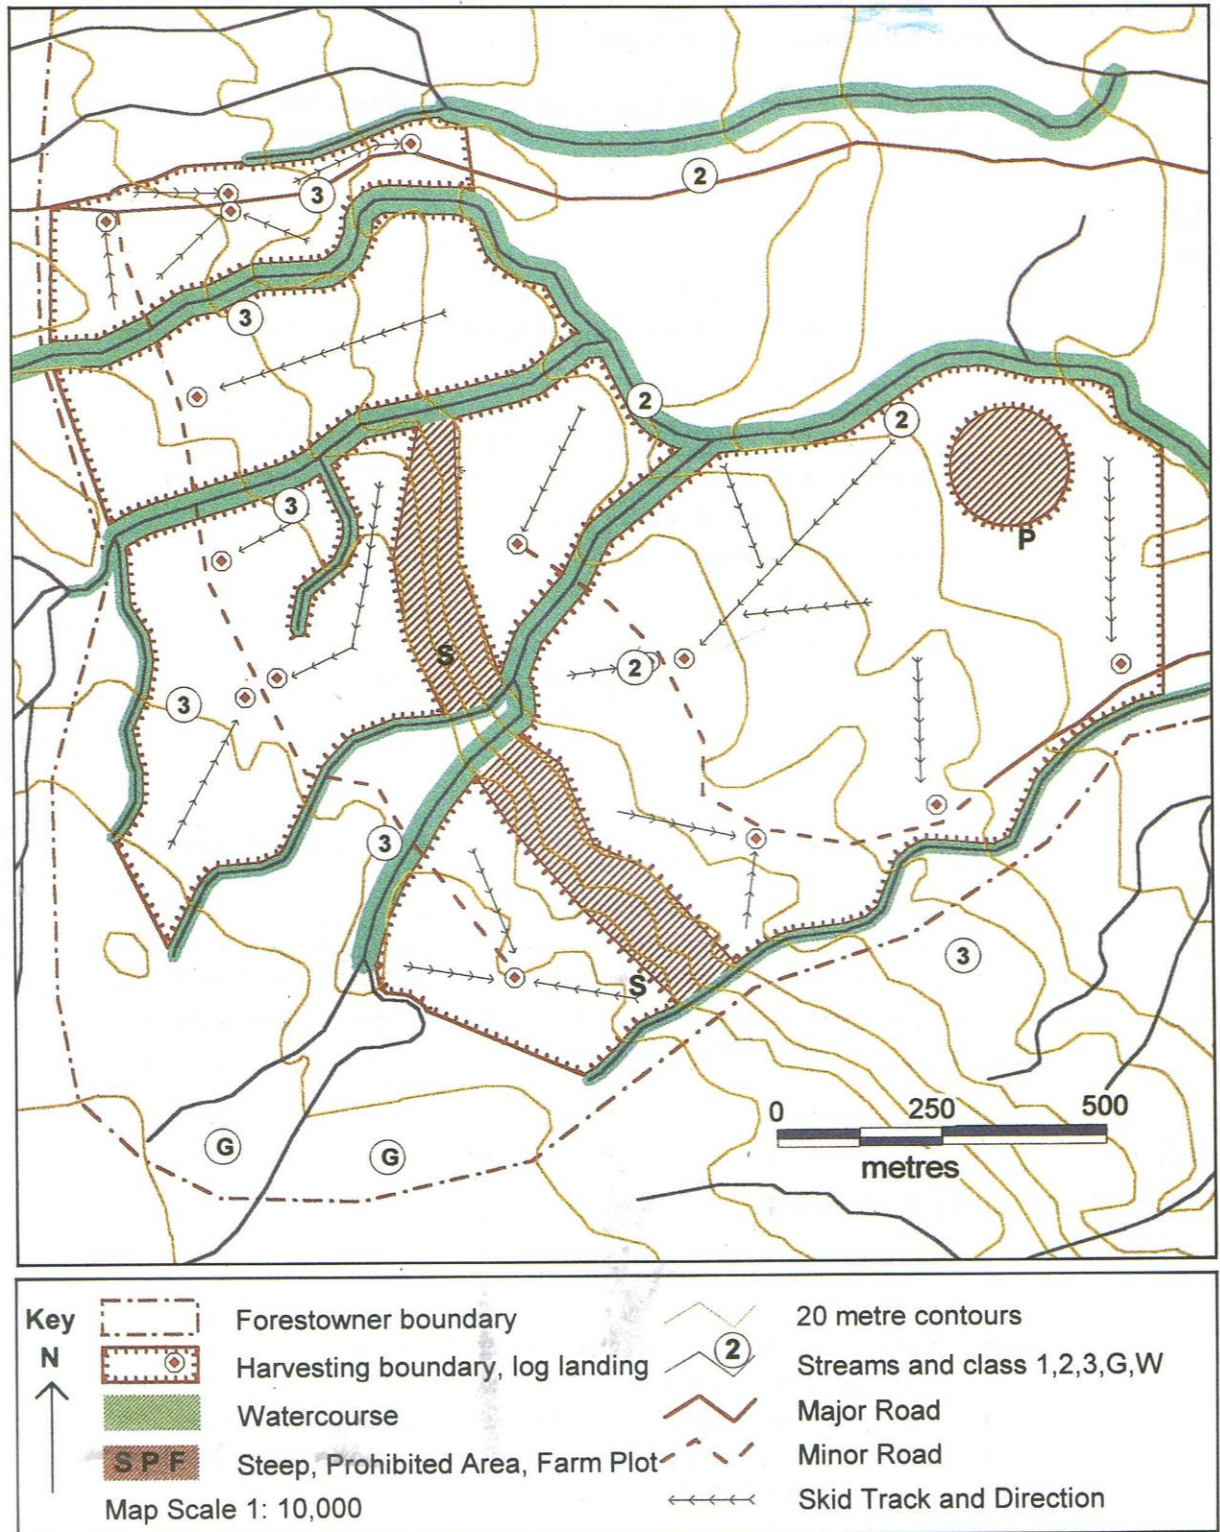 2
3
3
2
2
P
3
S
2
3
3
S
3
0 250 500
metres
G
G
Key
N
Forestowner boundary
Harvesting boundary, log landing
Watercourse
S P F
Steep, Prohibited Area, Farm Plot
Map Scale 1: 10,000
20 metre contours
2
Streams and class 1,2,3,G,W
Major Road
Minor Road
Skid Track and Direction